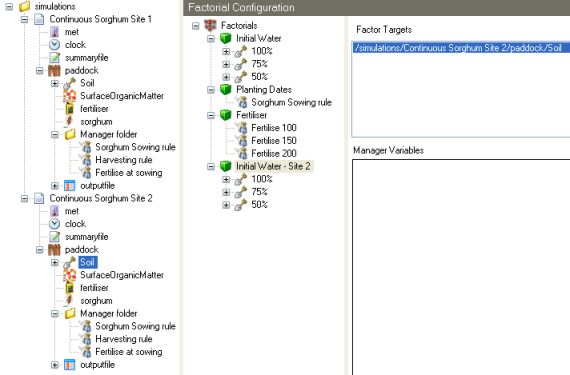 simulations
Continuous Sorghum Site 1
met
clock
summaryfile
paddock
Soil
SurfaceOrganicMatter
fertiliser
sorghum
Manager folder
Sorghum Sowing rule
Harvesting rule
Fertilise at sowing
outputfile
Continuous Sorghum Site 2
met
clock
summaryfile
paddock
Soil
SurfaceOrganicMatter
fertiliser
sorghum
Manager folder
Sorghum Sowing rule
Harvesting rule
Fertilise at sowing
outputfile
Factorial Configuration
Factorials
Initial Water
100%
75%
50%
Planting Dates
Sorghum Sowing rule
Fertiliser
Fertilise 100
Fertilise 150
Fertilise 200
Initial Water - Site 2
100%
75%
50%
Factor Targets
/simulations/Continuous Sorghum Site 2/paddock/Soil
Manager Variables